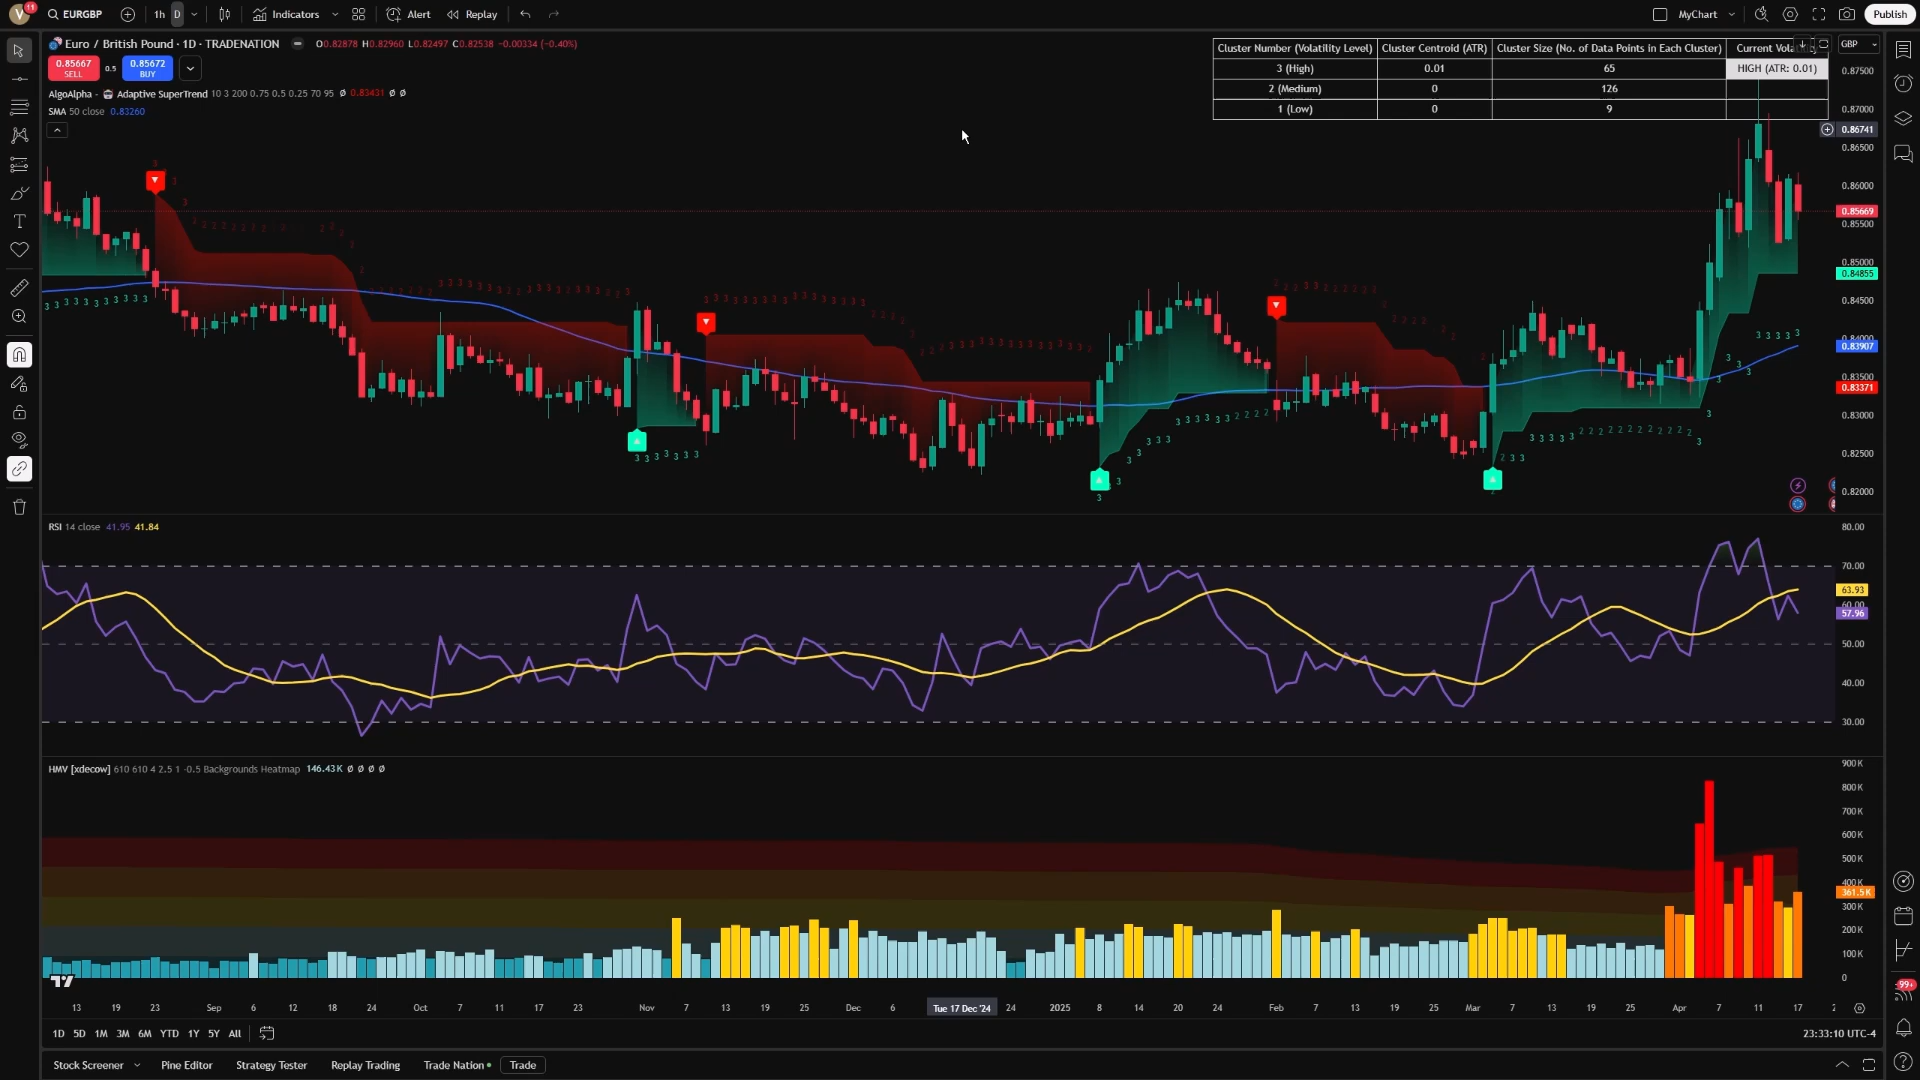 V 11 EURGBP 1h D Indicators Alert Replay MyChart Publish
Euro / British Pound · 1D · TRADENATION O0.82878 H0.82960 L0.82497 C0.82538 -0.00334 (-0.40%)
0.85667 SELL 0.5 0.85672 BUY
AlgoAlpha - Adaptive SuperTrend 10 3 200 0.75 0.5 0.25 70 95 Ø 0.83431 Ø Ø
SMA 50 close 0.83260
Cluster Number (Volatility Level) Cluster Centroid (ATR) Cluster Size (No. of Data Points in Each Cluster) Current
3 (High) 0.01 65 HIGH (ATR: 0.01)
2 (Medium) 0 126
1 (Low) 0 9
GBP
0.87500
0.87000
0.86741
0.86500
0.86000
0.85669
0.85500
0.85000
0.84855
0.84500
0.83907
0.83500
0.83371
0.83000
0.82500
0.82000
RSI 14 close 41.95 41.84
80.00
70.00
63.93
60.00
57.96
50.00
40.00
30.00
HMV [xdecow] 610 610 4 2.5 1 -0.5 Backgrounds Heatmap 146.43K Ø Ø Ø Ø
900K
800K
700K
600K
500K
400K
361.5K
300K
200K
100K
0
13 19 23 Sep 6 12 18 24 Oct 7 11 17 23 Nov 7 13 19 25 Dec 6 Tue 17 Dec '24 24 2025 8 14 20 24 Feb 7 13 19 25 Mar 7 13 19 25 Apr 7 11 17
1D 5D 1M 3M 6M YTD 1Y 5Y All 23:33:10 UTC-4
Stock Screener Pine Editor Strategy Tester Replay Trading Trade Nation Trade
99+